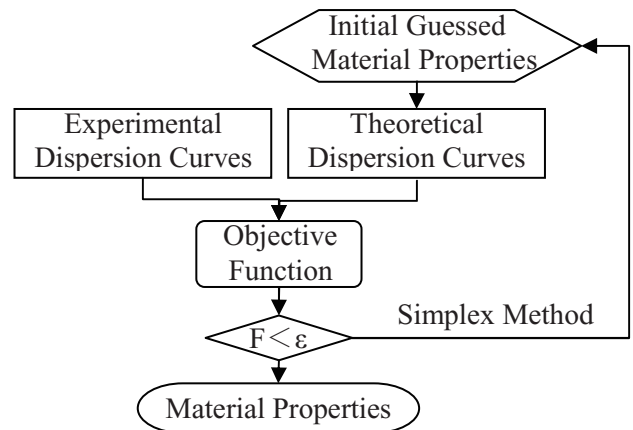 Initial Guessed
Material Properties
Experimental
Dispersion Curves
Theoretical
Dispersion Curves
Objective
Function
F＜ε
Simplex Method
Material Properties